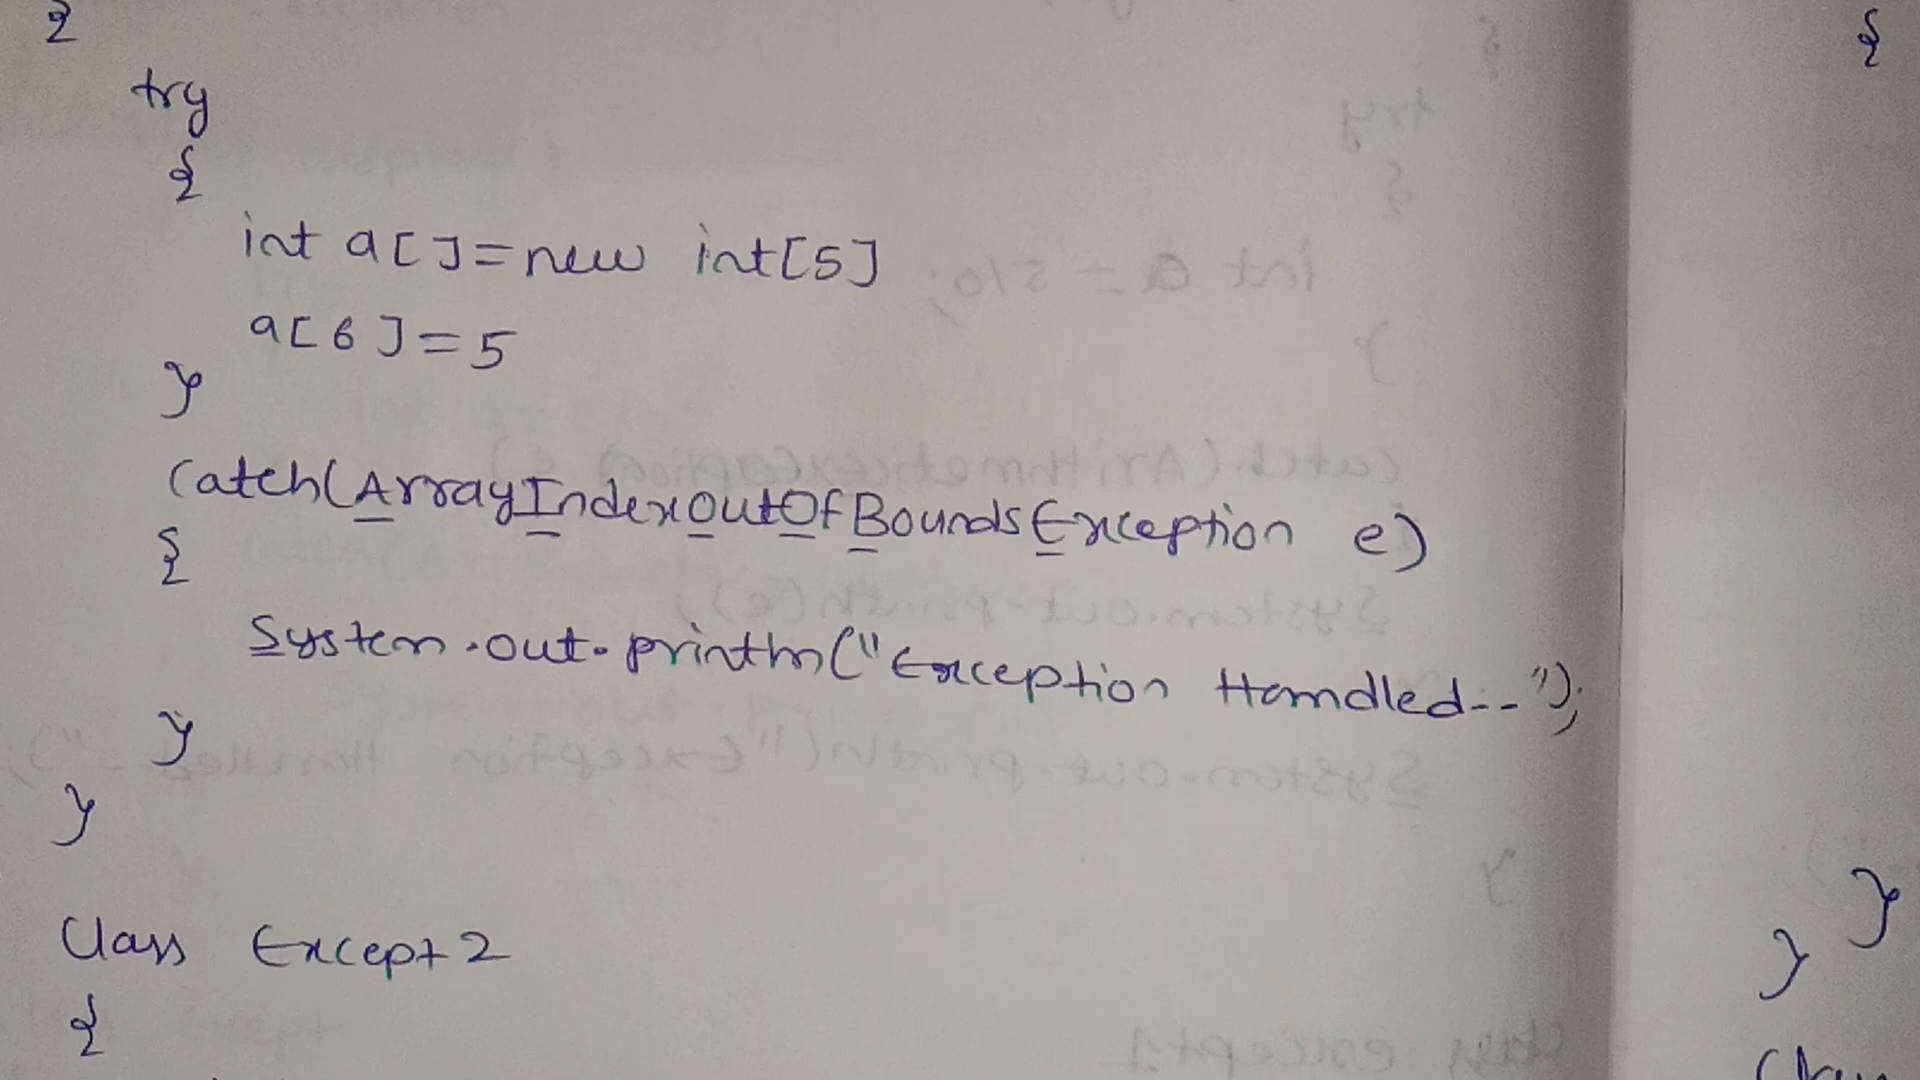 {
try
{
int a[]=new int[5]
a[6]=5
}
catch(ArrayIndexOutOfBoundsException e)
{
System.out.println("Exception Handled--");
}
}
class Except2
{
{
}
}